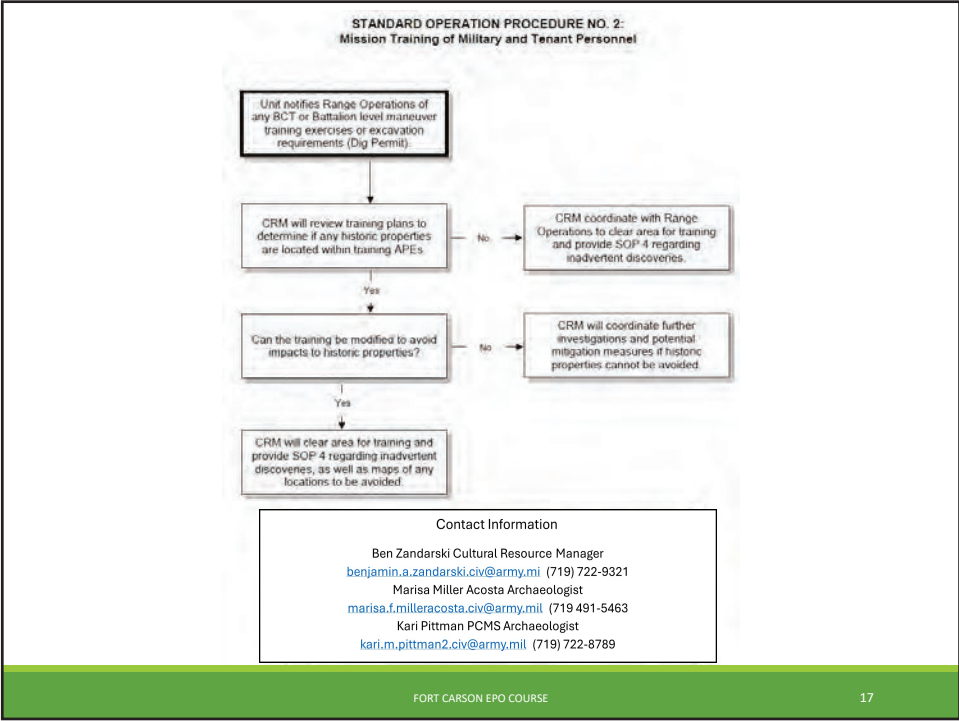 STANDARD OPERATION PROCEDURE NO. 2:
Mission Training of Military and Tenant Personnel
Unit notifies Range Operations of
any BCT or Battalion level maneuver
training exercises or excavation
requirements (Dig Permit).
CRM will review training plans to
determine if any historic properties
are located within training APEs
No
CRM coordinate with Range
Operations to clear area for training
and provide SOP 4 regarding
inadvertent discoveries.
Yes
Can the training be modified to avoid
impacts to historic properties?
No
CRM will coordinate further
investigations and potential
mitigation measures if historic
properties cannot be avoided.
Yes
CRM will clear area for training and
provide SOP 4 regarding inadvertent
discoveries, as well as maps of any
locations to be avoided.
Contact Information
Ben Zandarski Cultural Resource Manager
benjamin.a.zandarski.civ@army.mi (719) 722-9321
Marisa Miller Acosta Archaeologist
marisa.f.milleracosta.civ@army.mil (719 491-5463
Kari Pittman PCMS Archaeologist
kari.m.pittman2.civ@army.mil (719) 722-8789
FORT CARSON EPO COURSE
17